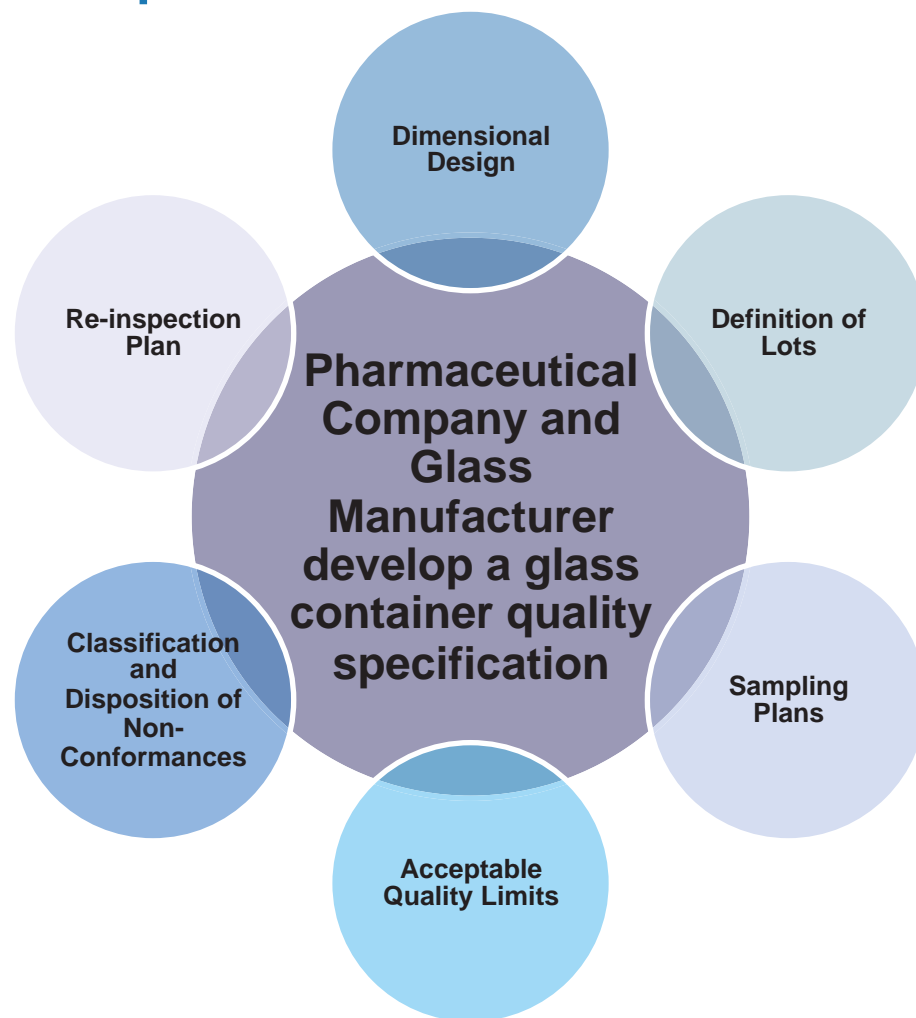 Dimensional
Design
Definition of
Lots
Sampling
Plans
Acceptable
Quality Limits
Classification
and
Disposition of
Non-
Conformances
Re-inspection
Plan
Pharmaceutical
Company and
Glass
Manufacturer
develop a glass
container quality
specification